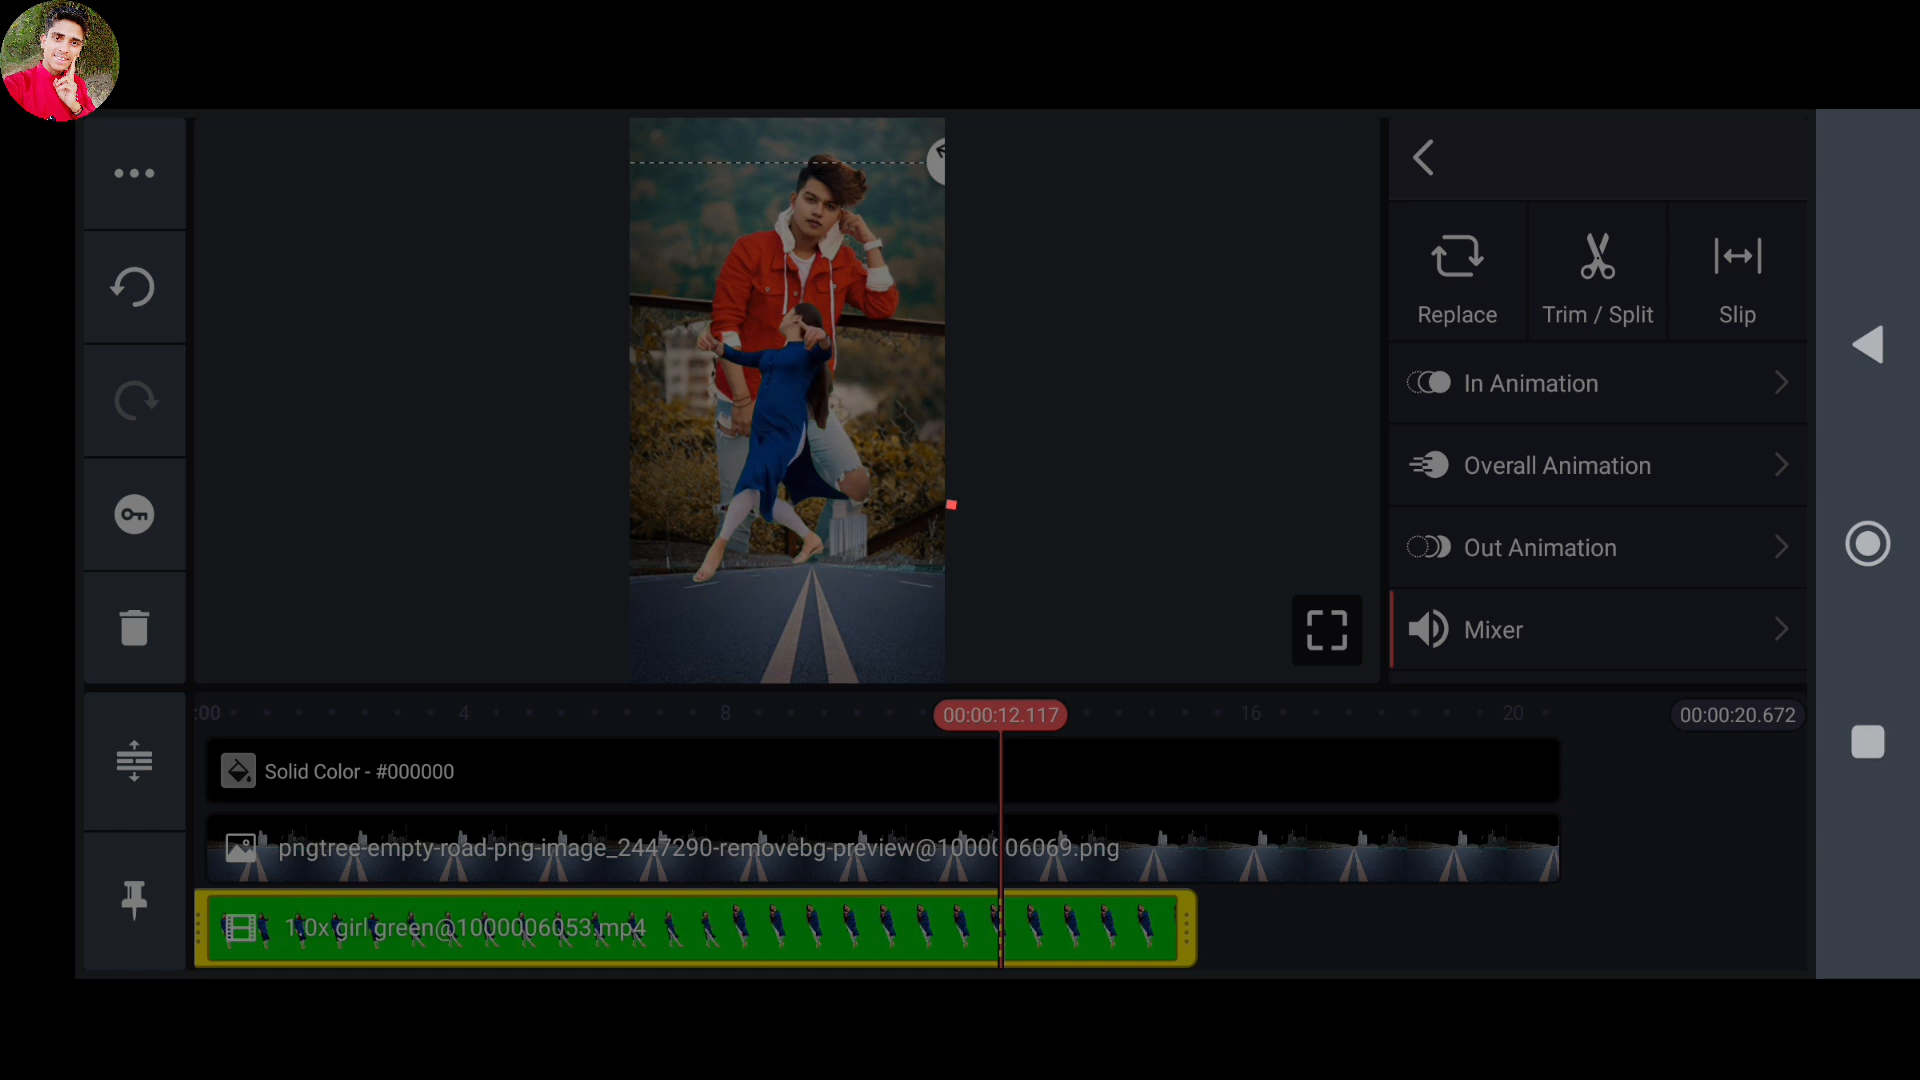 Replace
Trim / Split
Slip
In Animation
Overall Animation
Out Animation
Mixer
:00
4
8
00:00:12.117
16
20
00:00:20.672
Solid Color - #000000
pngtree-empty-road-png-image_2447290-removebg-preview@1000006069.png
1.0x girl green@1000006053.mp4